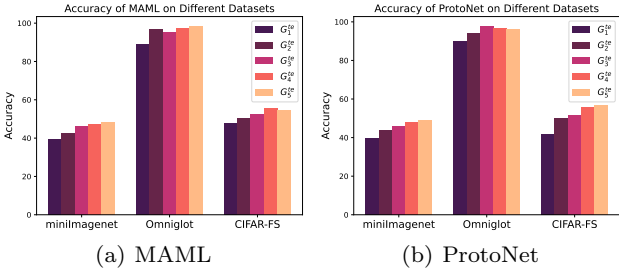 Accuracy of MAML on Different Datasets
Accuracy
100
80
60
40
20
0
miniImagenet Omniglot CIFAR-FS
G₁ᵗᵉ
G₂ᵗᵉ
G₃ᵗᵉ
G₄ᵗᵉ
G₅ᵗᵉ
(a) MAML
Accuracy of ProtoNet on Different Datasets
Accuracy
100
80
60
40
20
0
miniImagenet Omniglot CIFAR-FS
G₁ᵗᵉ
G₂ᵗᵉ
G₃ᵗᵉ
G₄ᵗᵉ
G₅ᵗᵉ
(b) ProtoNet